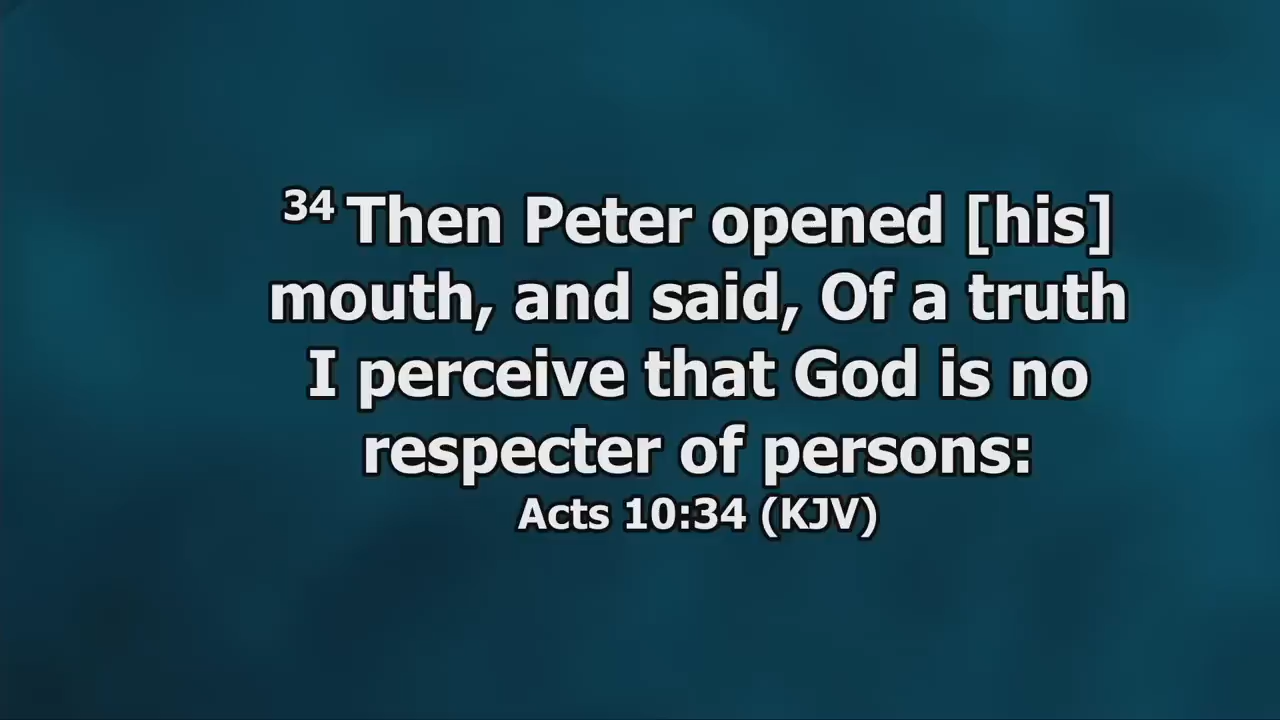 34 Then Peter opened [his]
mouth, and said, Of a truth
I perceive that God is no
respecter of persons:
Acts 10:34 (KJV)